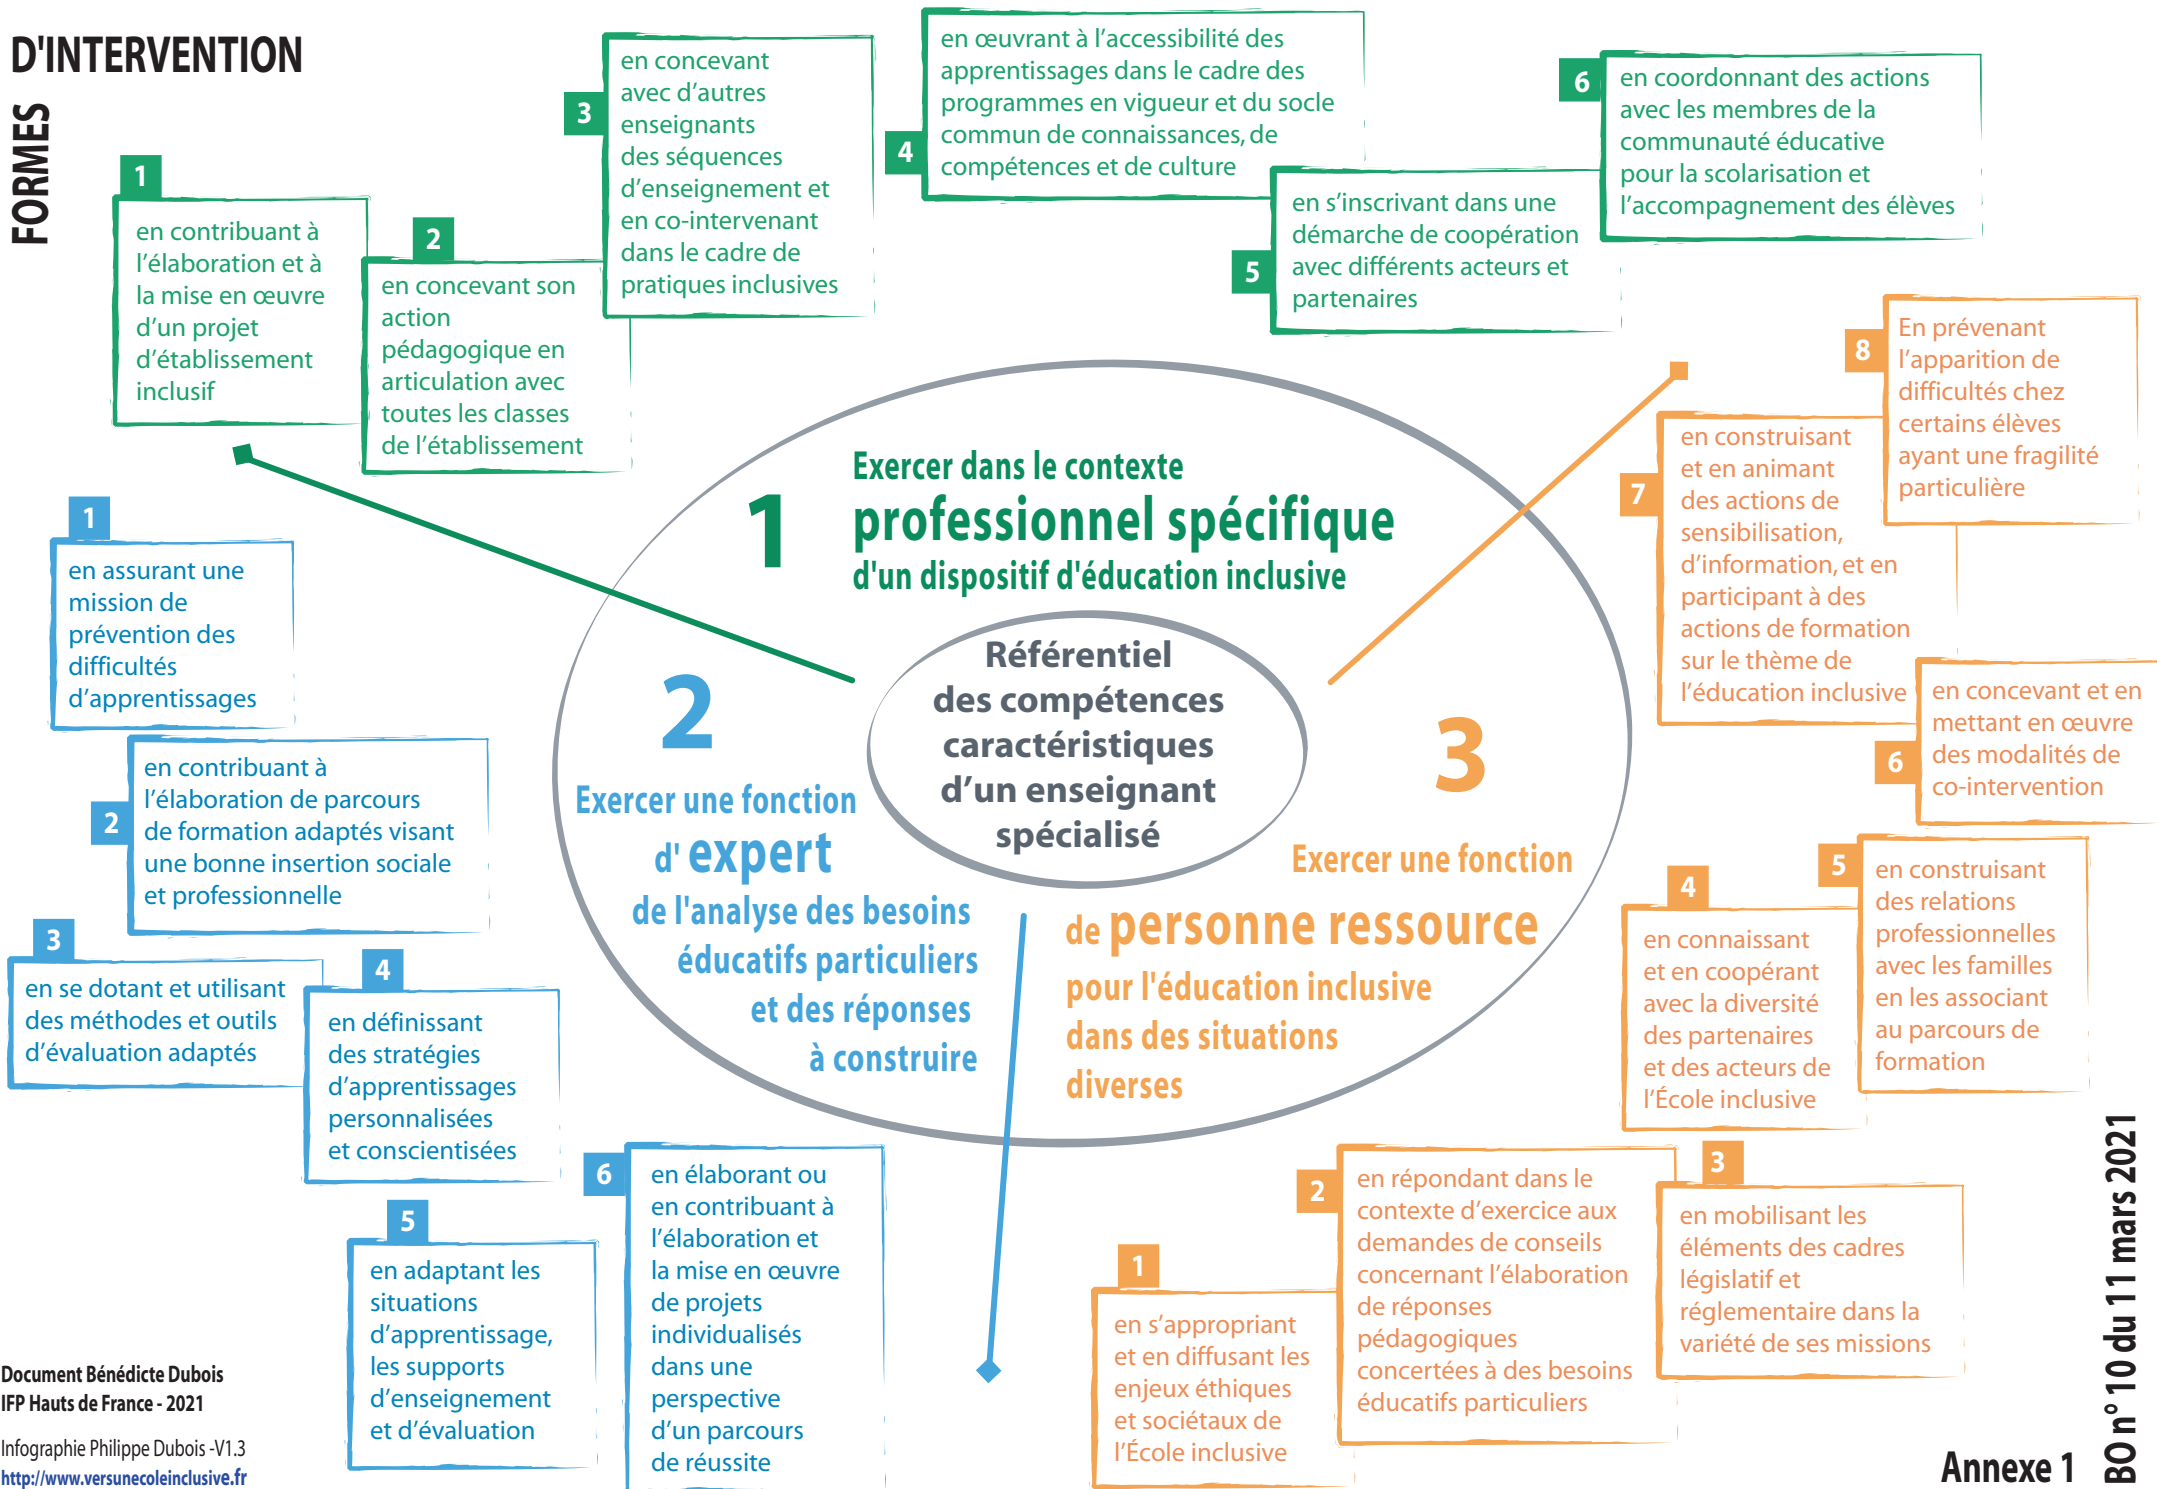 D'INTERVENTION
FORMES
1
en contribuant à
l'élaboration et à
la mise en œuvre
d'un projet
d'établissement
inclusif
2
en concevant son
action
pédagogique en
articulation avec
toutes les classes
de l'établissement
3
en concevant
avec d'autres
enseignants
des séquences
d'enseignement et
en co-intervenant
dans le cadre de
pratiques inclusives
4
en œuvrant à l'accessibilité des
apprentissages dans le cadre des
programmes en vigueur et du socle
commun de connaissances, de
compétences et de culture
5
en s'inscrivant dans une
démarche de coopération
avec différents acteurs et
partenaires
6
en coordonnant des actions
avec les membres de la
communauté éducative
pour la scolarisation et
l'accompagnement des élèves
1
Exercer dans le contexte
professionnel spécifique
d'un dispositif d'éducation inclusive
Référentiel
des compétences
caractéristiques
d'un enseignant
spécialisé
2
Exercer une fonction
d' expert
de l'analyse des besoins
éducatifs particuliers
et des réponses
à construire
3
Exercer une fonction
de personne ressource
pour l'éducation inclusive
dans des situations
diverses
1
en assurant une
mission de
prévention des
difficultés
d'apprentissages
2
en contribuant à
l'élaboration de parcours
de formation adaptés visant
une bonne insertion sociale
et professionnelle
3
en se dotant et utilisant
des méthodes et outils
d'évaluation adaptés
4
en définissant
des stratégies
d'apprentissages
personnalisées
et conscientisées
5
en adaptant les
situations
d'apprentissage,
les supports
d'enseignement
et d'évaluation
6
en élaborant ou
en contribuant à
l'élaboration et
la mise en œuvre
de projets
individualisés
dans une
perspective
d'un parcours
de réussite
1
en s'appropriant
et en diffusant les
enjeux éthiques
et sociétaux de
l'École inclusive
2
en répondant dans le
contexte d'exercice aux
demandes de conseils
concernant l'élaboration
de réponses
pédagogiques
concertées à des besoins
éducatifs particuliers
3
en mobilisant les
éléments des cadres
législatif et
réglementaire dans la
variété de ses missions
4
en connaissant
et en coopérant
avec la diversité
des partenaires
et des acteurs de
l'École inclusive
5
en construisant
des relations
professionnelles
avec les familles
en les associant
au parcours de
formation
6
en concevant et en
mettant en œuvre
des modalités de
co-intervention
7
en construisant
et en animant
des actions de
sensibilisation,
d'information, et en
participant à des
actions de formation
sur le thème de
l'éducation inclusive
8
En prévenant
l'apparition de
difficultés chez
certains élèves
ayant une fragilité
particulière
Document Bénédicte Dubois
IFP Hauts de France - 2021
Infographie Philippe Dubois -V1.3
http://www.versunecoleinclusive.fr
Annexe 1
BO n° 10 du 11 mars 2021